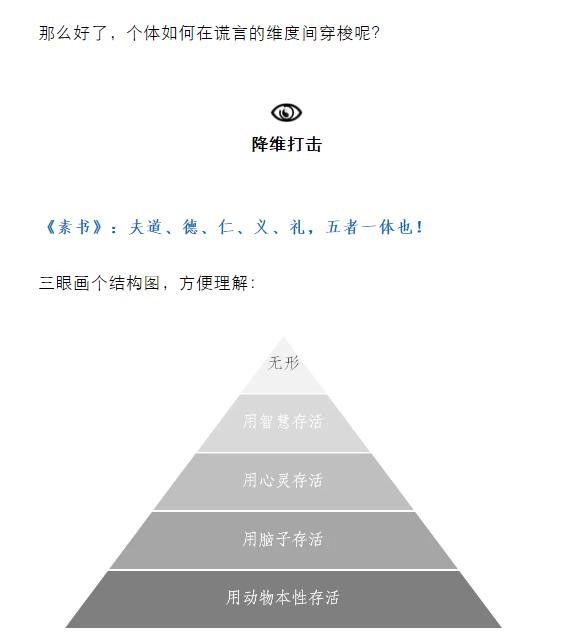 那么好了，个体如何在谎言的维度间穿梭呢？
降维打击
《素书》：夫道、德、仁、义、礼，五者一体也！
三眼画个结构图，方便理解：
无形
用智慧存活
用心灵存活
用脑子存活
用动物本性存活